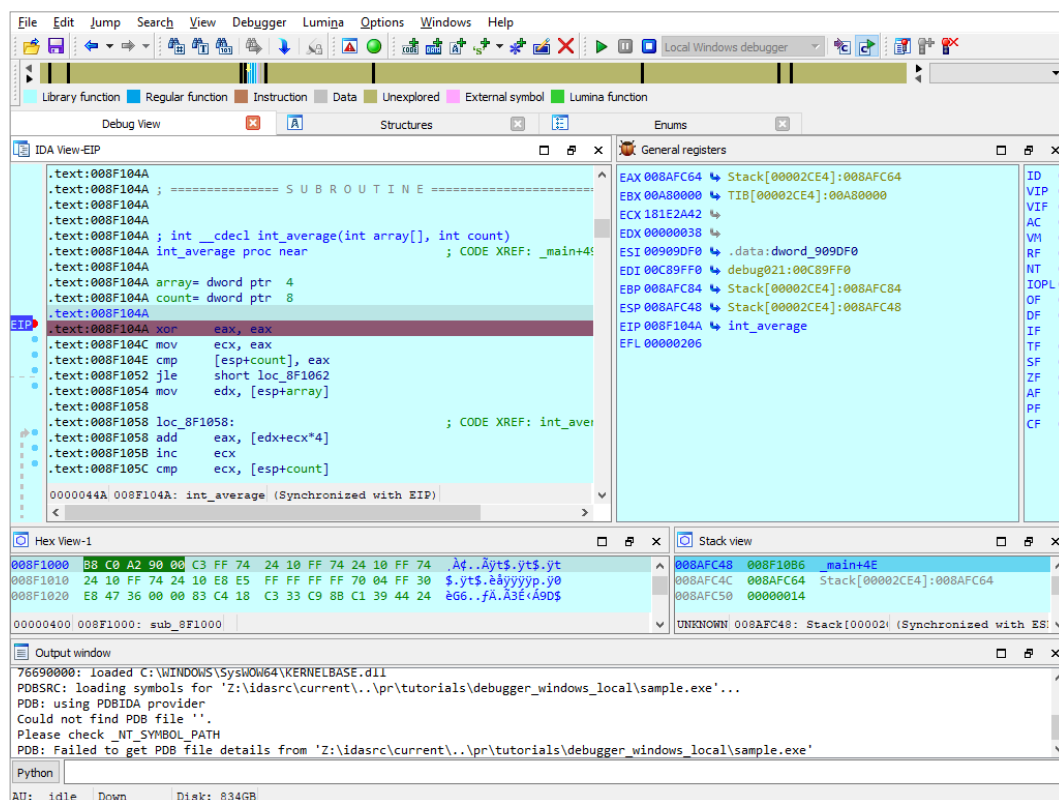 File Edit Jump Search View Debugger Lumina Options Windows Help
Local Windows debugger
Library function Regular function Instruction Data Unexplored External symbol Lumina function
Debug View Structures Enums
IDA View-EIP
.text:008F104A
.text:008F104A ; =============== S U B R O U T I N E =======================
.text:008F104A
.text:008F104A
.text:008F104A ; int __cdecl int_average(int array[], int count)
.text:008F104A int_average proc near ; CODE XREF: _main+49
.text:008F104A
.text:008F104A array= dword ptr 4
.text:008F104A count= dword ptr 8
.text:008F104A
EIP
.text:008F104A xor eax, eax
.text:008F104C mov ecx, eax
.text:008F104E cmp [esp+count], eax
.text:008F1052 jle short loc_8F1062
.text:008F1054 mov edx, [esp+array]
.text:008F1058
.text:008F1058 loc_8F1058: ; CODE XREF: int_aver
.text:008F1058 add eax, [edx+ecx*4]
.text:008F105B inc ecx
.text:008F105C cmp ecx, [esp+count]
0000044A 008F104A: int_average (Synchronized with EIP)
General registers
EAX 008AFC64 Stack[00002CE4]:008AFC64
EBX 00A80000 TIB[00002CE4]:00A80000
ECX 181E2A42
EDX 00000038
ESI 00909DF0 .data:dword_909DF0
EDI 00C89FF0 debug021:00C89FF0
EBP 008AFC84 Stack[00002CE4]:008AFC84
ESP 008AFC48 Stack[00002CE4]:008AFC48
EIP 008F104A int_average
EFL 00000206
ID
VIP
VIF
AC
VM
RF
NT
IOPL
OF
DF
IF
TF
SF
ZF
AF
PF
CF
Hex View-1
008F1000 B8 C0 A2 90 00 C3 FF 74 24 10 FF 74 24 10 FF 74 ¸À¢..Ãÿt$.ÿt$.ÿt
008F1010 24 10 FF 74 24 10 E8 E5 FF FF FF FF 70 04 FF 30 $.ÿt$.èåÿÿÿÿp.ÿ0
008F1020 E8 47 36 00 00 83 C4 18 C3 33 C9 8B C1 39 44 24 èG6..ƒÄ.Ã3É‹Á9D$
00000400 008F1000: sub_8F1000
Stack view
008AFC48 008F10B6 _main+4E
008AFC4C 008AFC64 Stack[00002CE4]:008AFC64
008AFC50 00000014
UNKNOWN 008AFC48: Stack[00002( (Synchronized with ES
Output window
76690000: loaded C:\WINDOWS\SysWOW64\KERNELBASE.dll
PDBSRC: loading symbols for 'Z:\idasrc\current\..\pr\tutorials\debugger_windows_local\sample.exe'...
PDB: using PDBIDA provider
Could not find PDB file ''.
Please check _NT_SYMBOL_PATH
PDB: Failed to get PDB file details from 'Z:\idasrc\current\..\pr\tutorials\debugger_windows_local\sample.exe'
Python
AU: idle Down Disk: 834GB